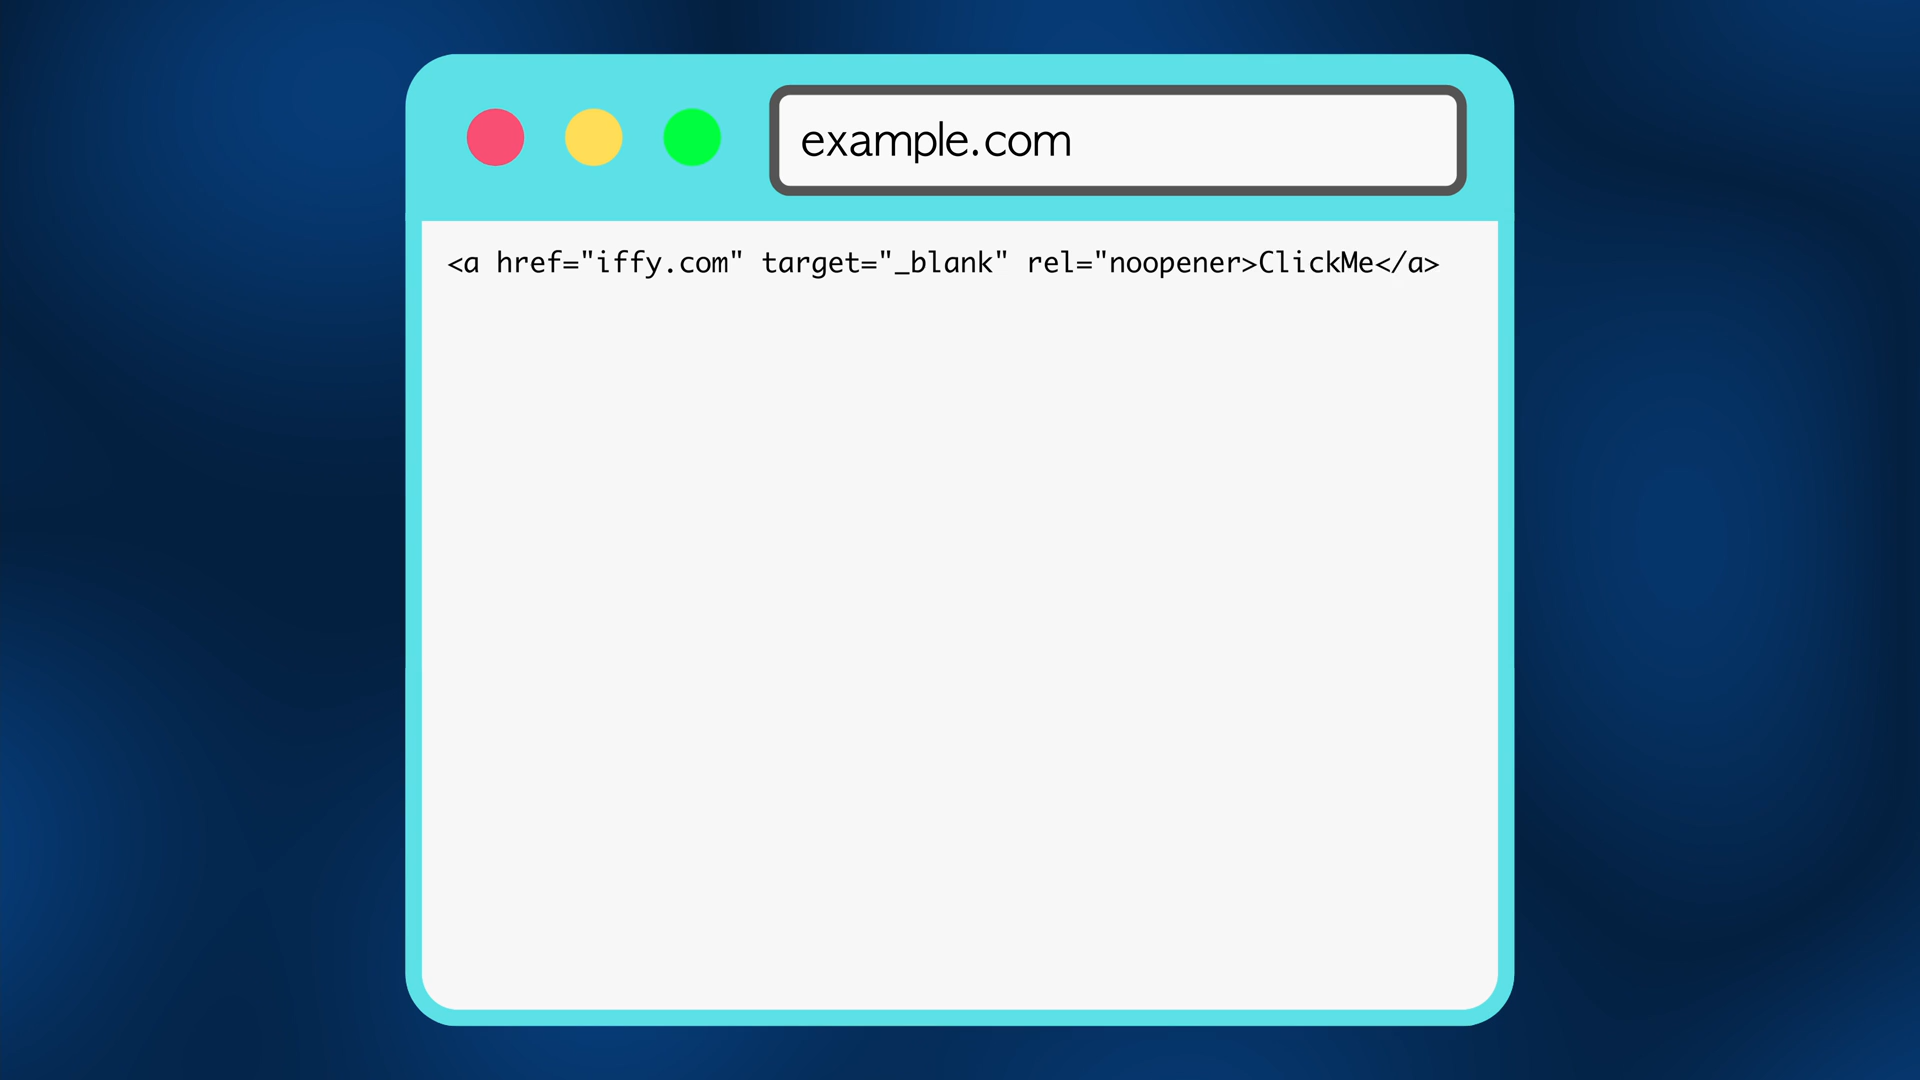 example.com
<a href="iffy.com" target="_blank" rel="noopener>ClickMe</a>